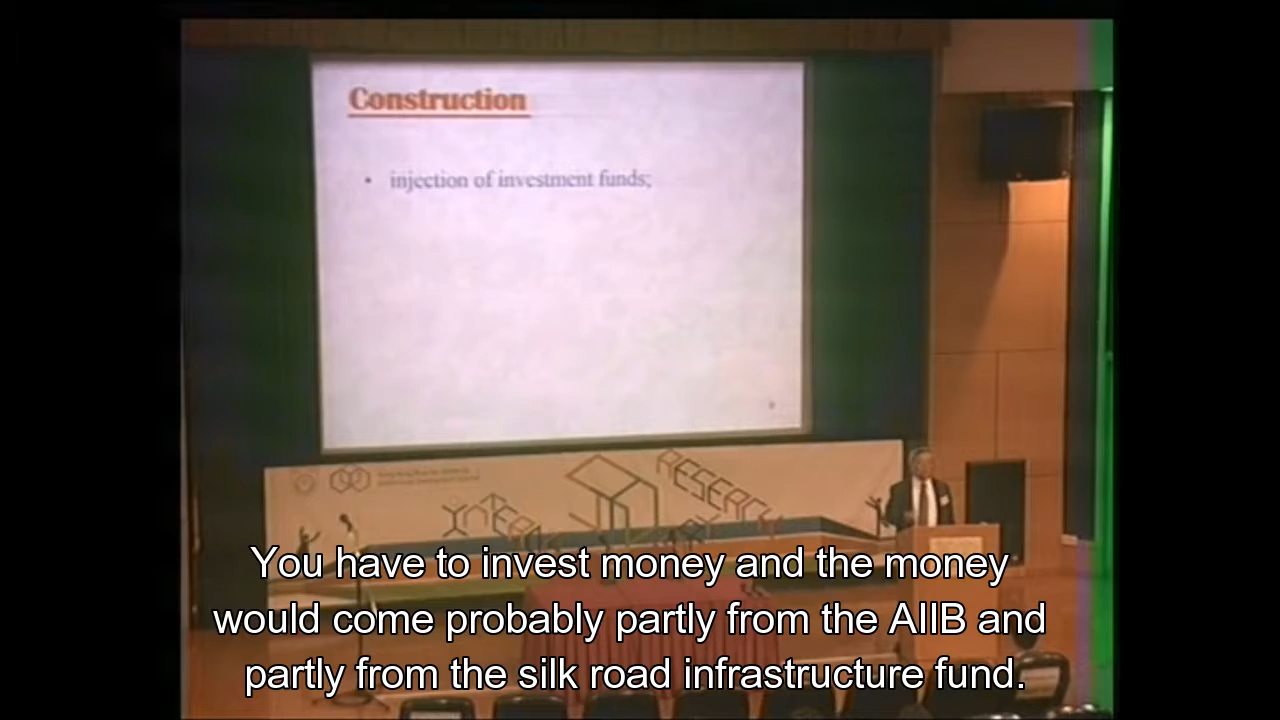 Construction
• injection of investment funds;
RESEARCH
You have to invest money and the money
would come probably partly from the AIIB and
partly from the silk road infrastructure fund.